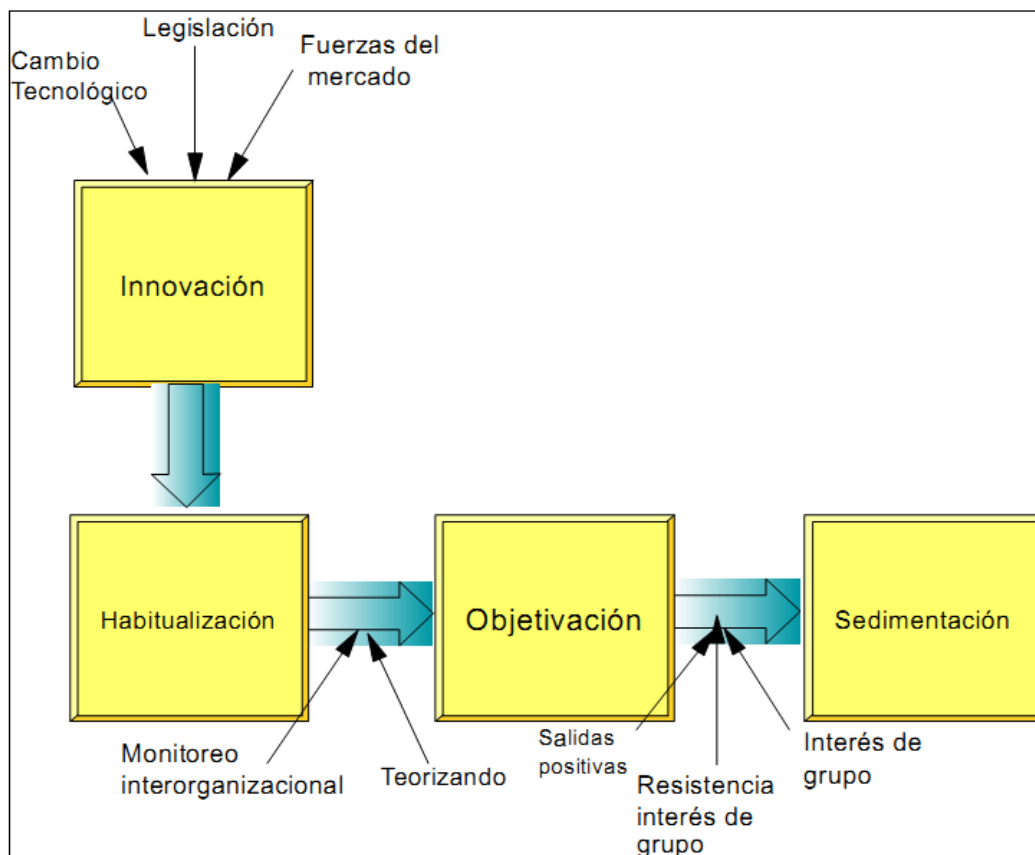 Legislación
Cambio
Tecnológico
Fuerzas del
mercado
Innovación
Habitualización
Objetivación
Sedimentación
Monitoreo
interorganizacional
Teorizando
Salidas
positivas
Resistencia
interés de
grupo
Interés de
grupo